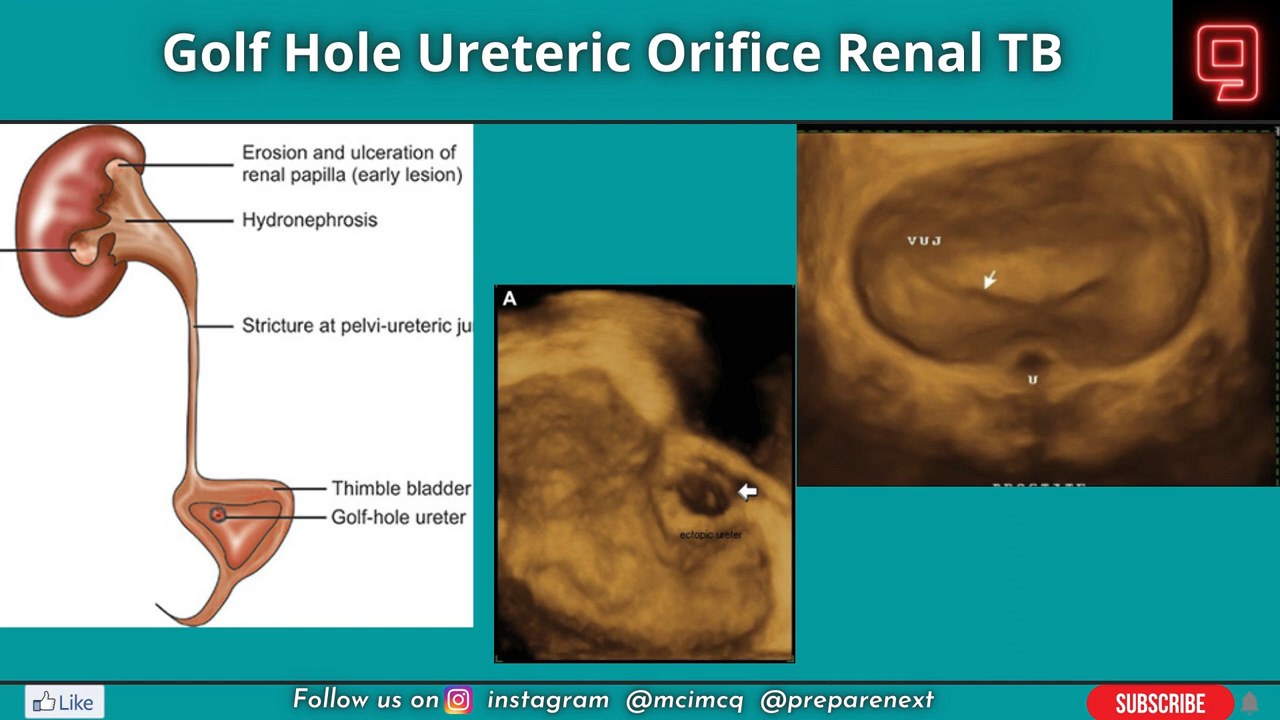 Golf Hole Ureteric Orifice Renal TB
Erosion and ulceration of
renal papilla (early lesion)
Hydronephrosis
Stricture at pelvi-ureteric ju
Thimble bladder
Golf-hole ureter
A
ectopic ureter
VUJ
U
PROSTATE
Like
Follow us on instagram @mcimcq @preparenext
SUBSCRIBE